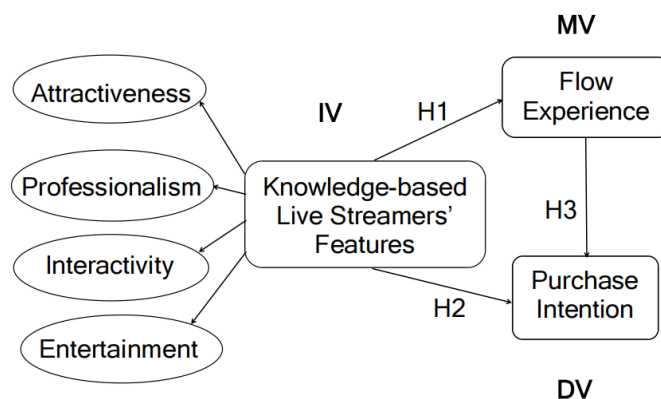 MV
Flow
Experience
Attractiveness
IV
H1
Professionalism
Knowledge-based
Live Streamers’
Features
H3
Interactivity
H2
Purchase
Intention
Entertainment
DV